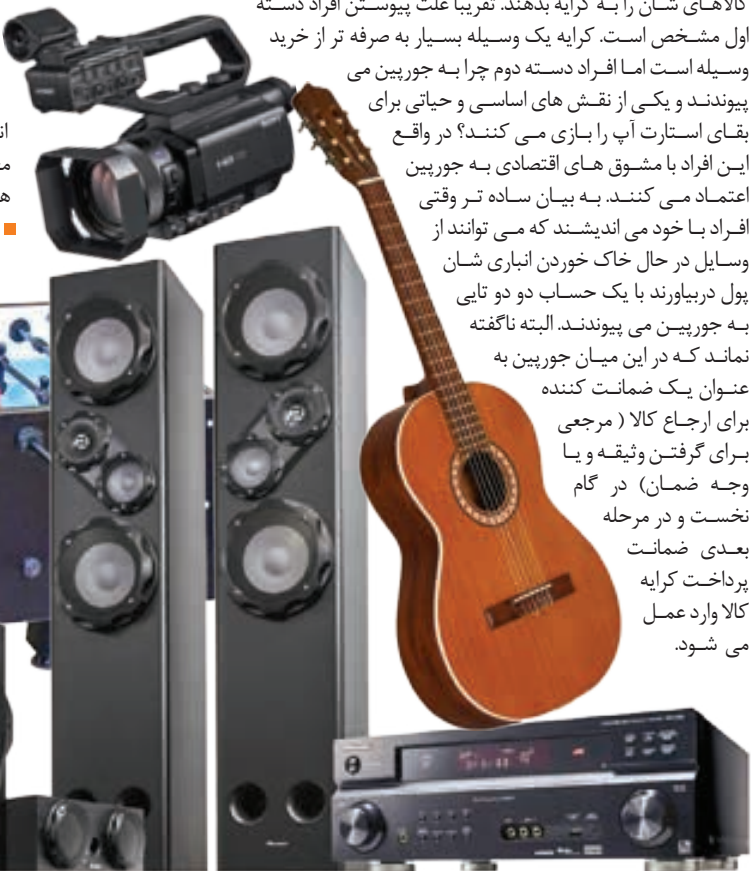 کالاهای شان را به کرایه بدهند. تقریبا علت پیوستن افراد دسته
اول مشخص است. کرایه یک وسیله بسیار به صرفه تر از خرید
وسیله است اما افراد دسته دوم چرا به جورپین می
پیوندند و یکی از نقش های اساسی و حیاتی برای
بقای استارت آپ را بازی می کنند؟ در واقع
این افراد با مشوق های اقتصادی به جورپین
اعتماد می کنند. به بیان ساده تر وقتی
افراد با خود می اندیشند که می توانند از
وسایل در حال خاک خوردن انباری شان
پول دربیاورند با یک حساب دو دو تایی
به جورپین می پیوندند. البته ناگفته
نماند که در این میان جورپین به
عنوان یک ضمانت کننده
برای ارجاع کالا ( مرجعی
برای گرفتن وثیقه و یا
وجه ضمان) در گام
نخست و در مرحله
بعدی ضمانت
پرداخت کرایه
کالا وارد عمل
می شود.